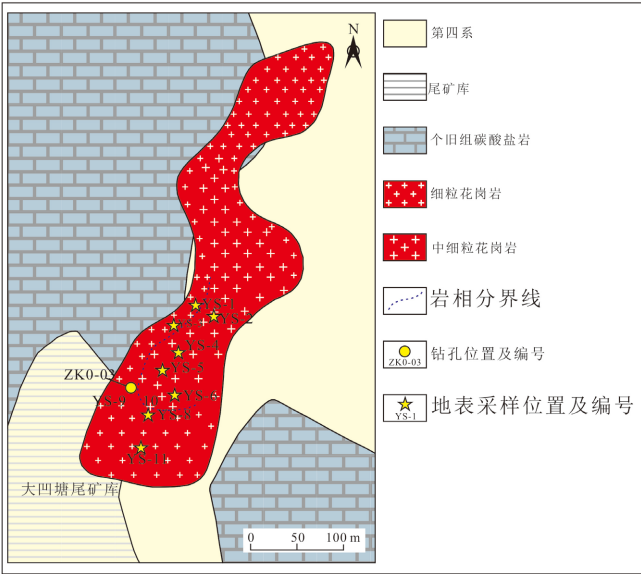 N
YS-1
YS-4
YS-5
ZK0-03
YS-6
YS-9
10
YS-8
YS-11
大凹塘尾矿库
0 50 100 m
第四系
尾矿库
个旧组碳酸盐岩
细粒花岗岩
中细粒花岗岩
岩相分界线
ZK0-03
钻孔位置及编号
YS-1
地表采样位置及编号